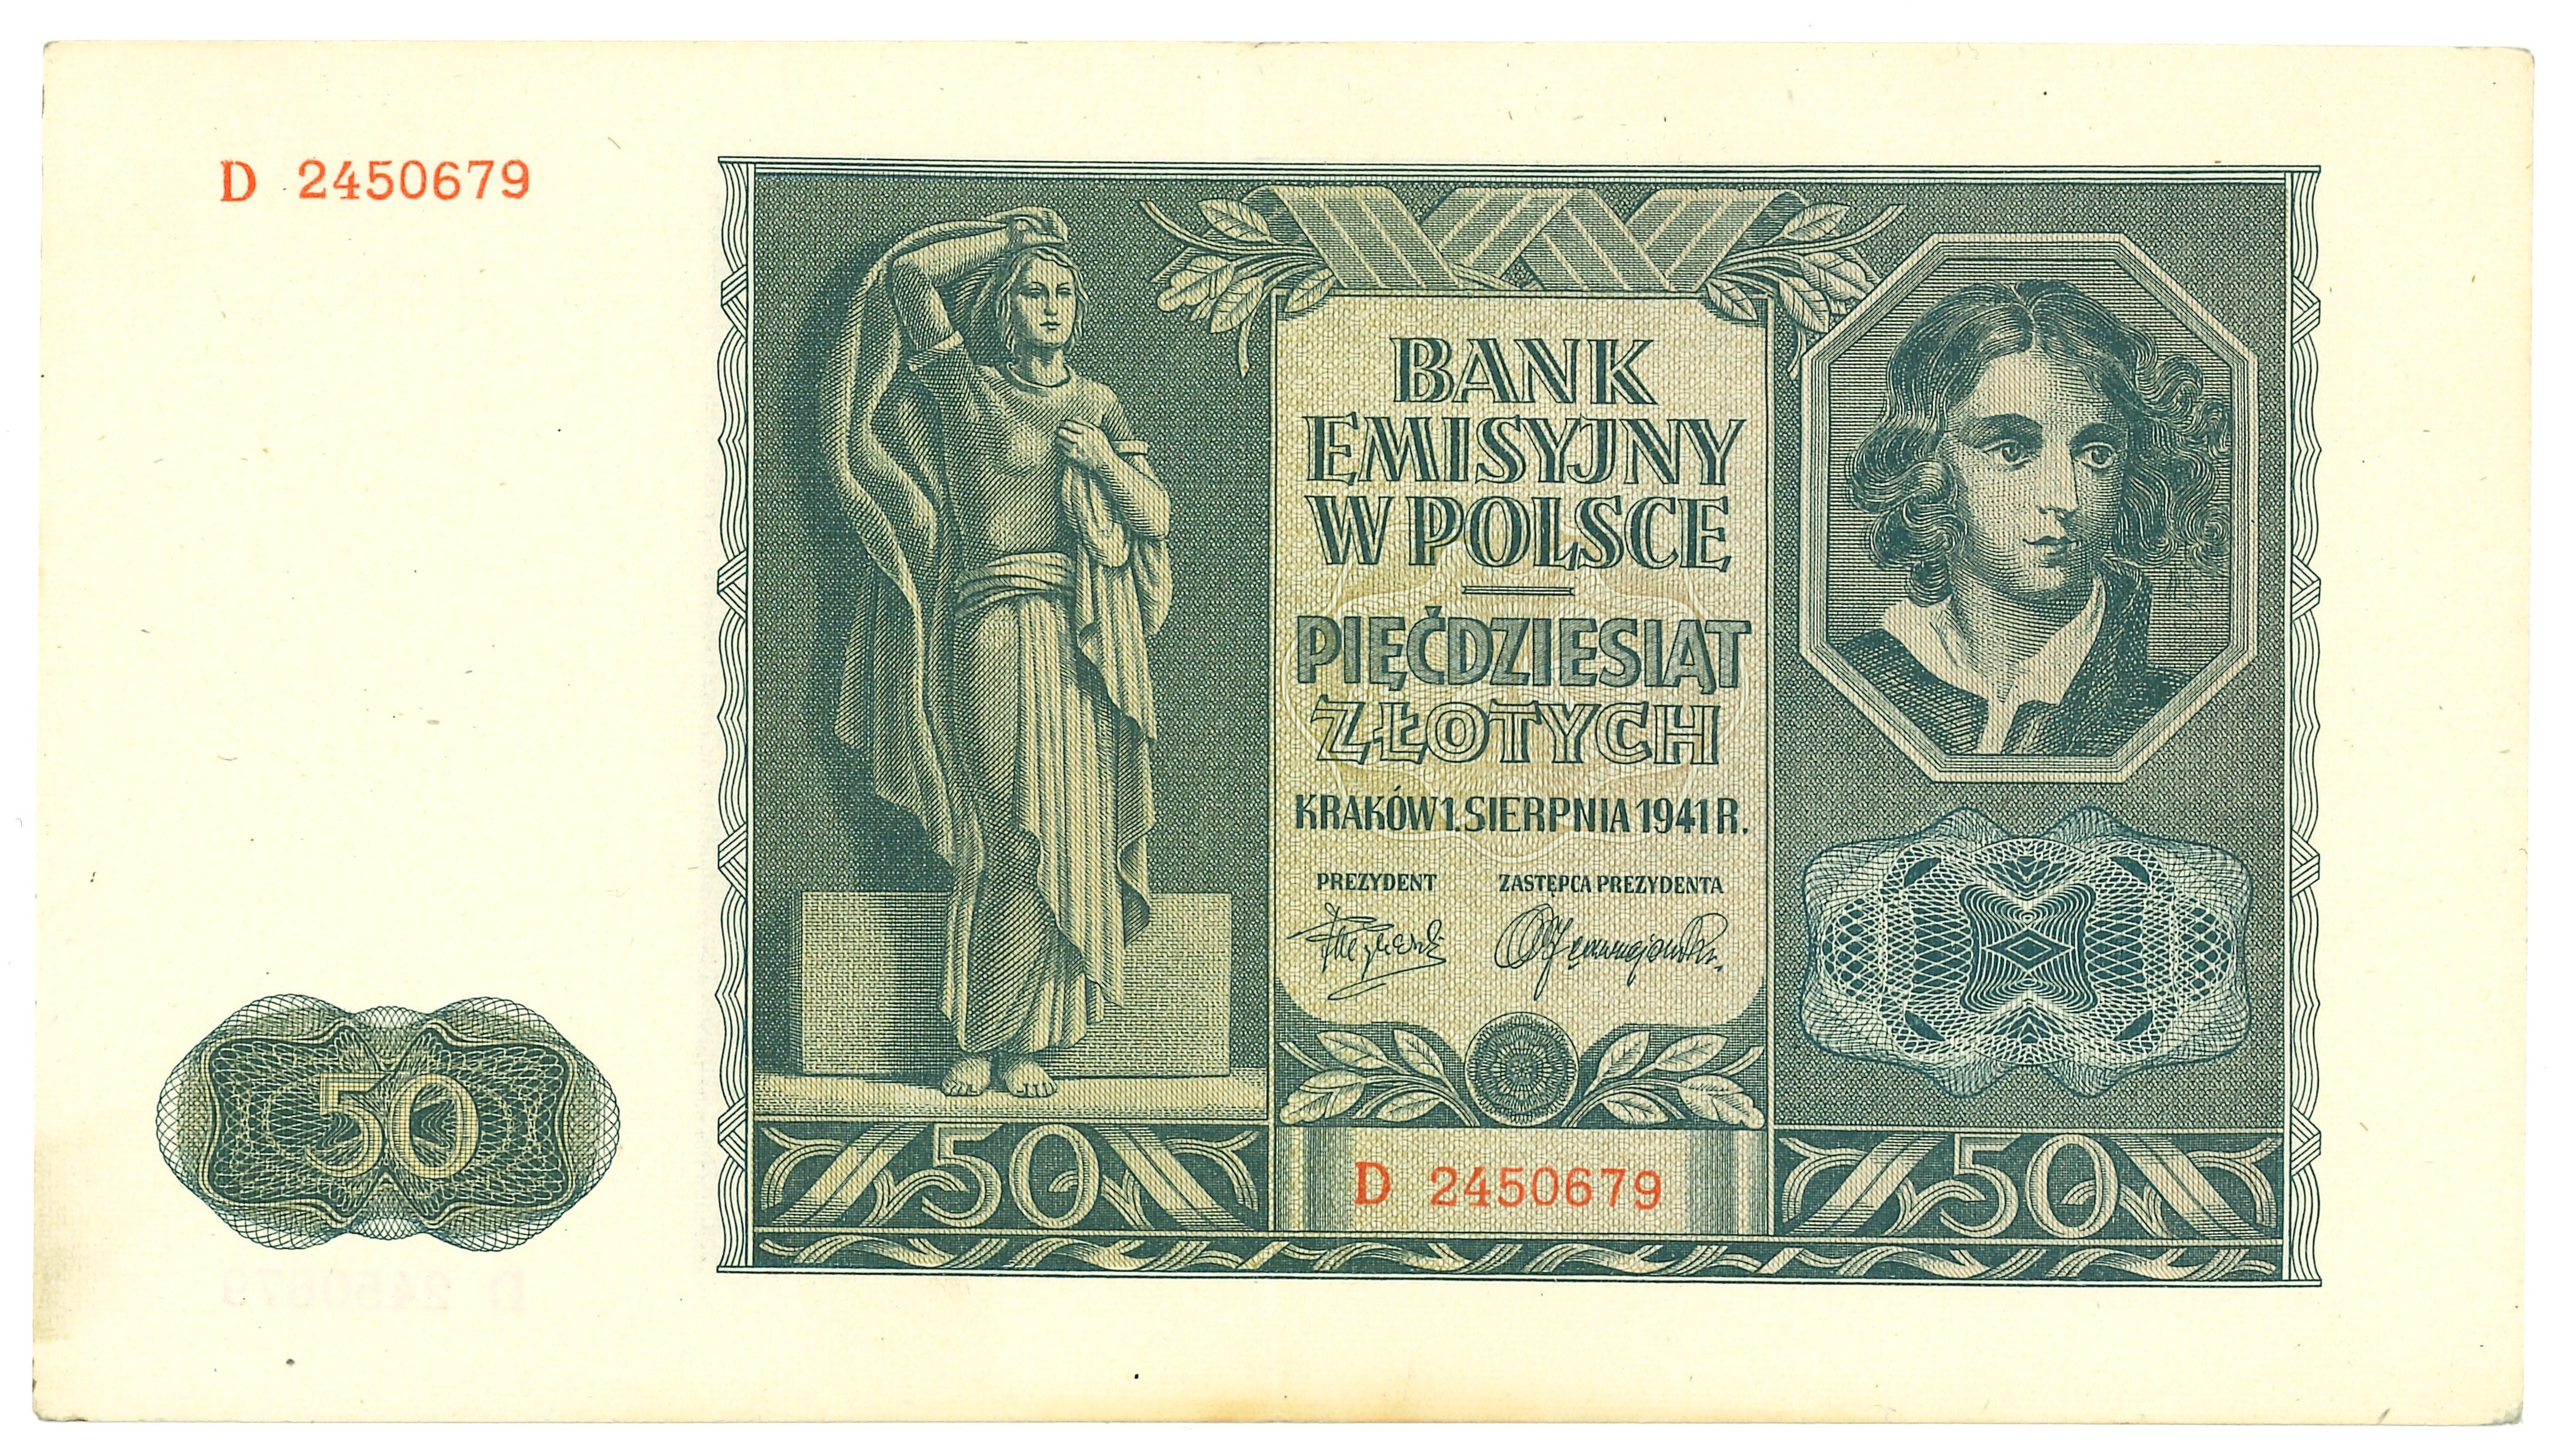 D 2450679
BANK
EMISYJNY
W POLSCE
PIĘĆDZIESIĄT
ZŁOTYCH
KRAKÓW 1. SIERPNIA 1941 R.
PREZYDENT ZASTĘPCA PREZYDENTA
50
50
D 2450679
50